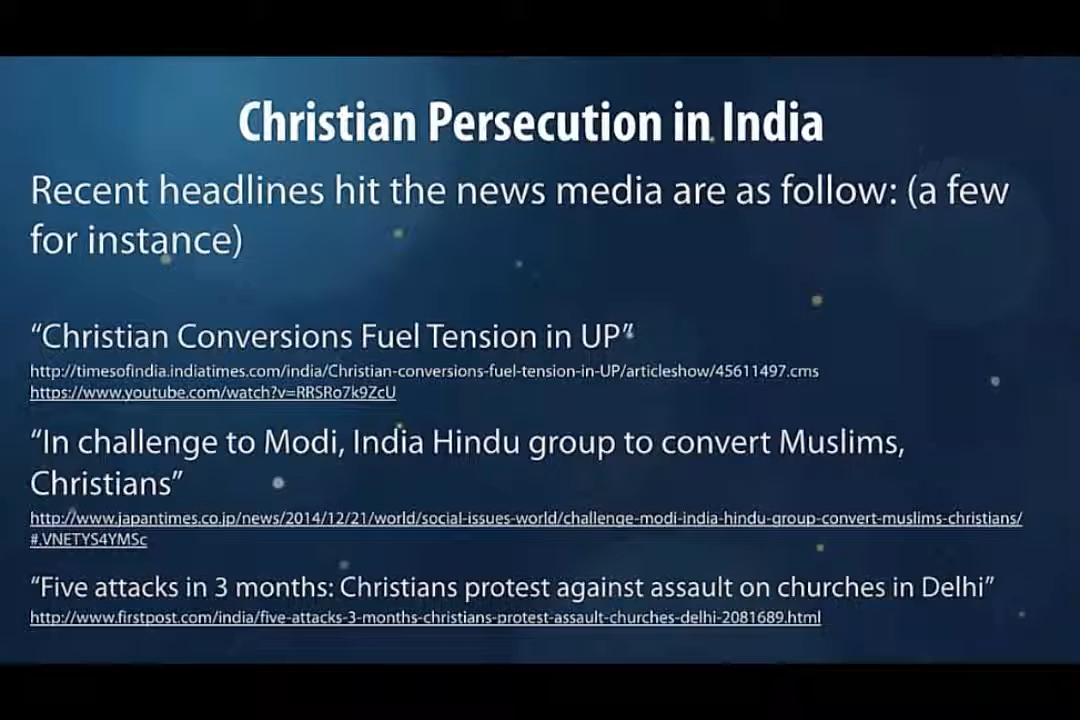 Christian Persecution in India
Recent headlines hit the news media are as follow: (a few
for instance)
“Christian Conversions Fuel Tension in UP”
http://timesofindia.indiatimes.com/india/Christian-conversions-fuel-tension-in-UP/articleshow/45611497.cms
https://www.youtube.com/watch?v=RRSRo7k9ZcU
“In challenge to Modi, India Hindu group to convert Muslims,
Christians”
http://www.japantimes.co.jp/news/2014/12/21/world/social-issues-world/challenge-modi-india-hindu-group-convert-muslims-christians/
#.VNETYS4YMSc
“Five attacks in 3 months: Christians protest against assault on churches in Delhi”
http://www.firstpost.com/india/five-attacks-3-months-christians-protest-assault-churches-delhi-2081689.html